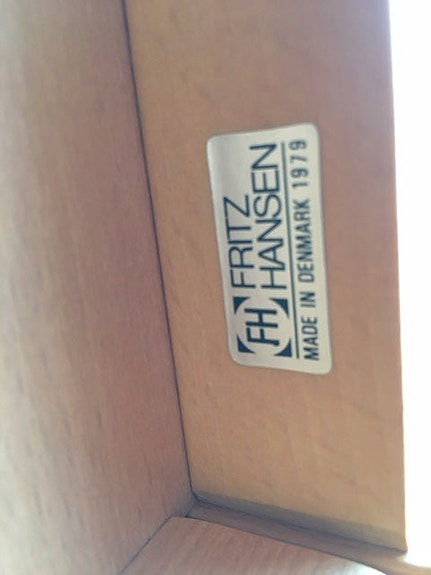 FH FRITZ
HANSEN
MADE IN DENMARK 1979